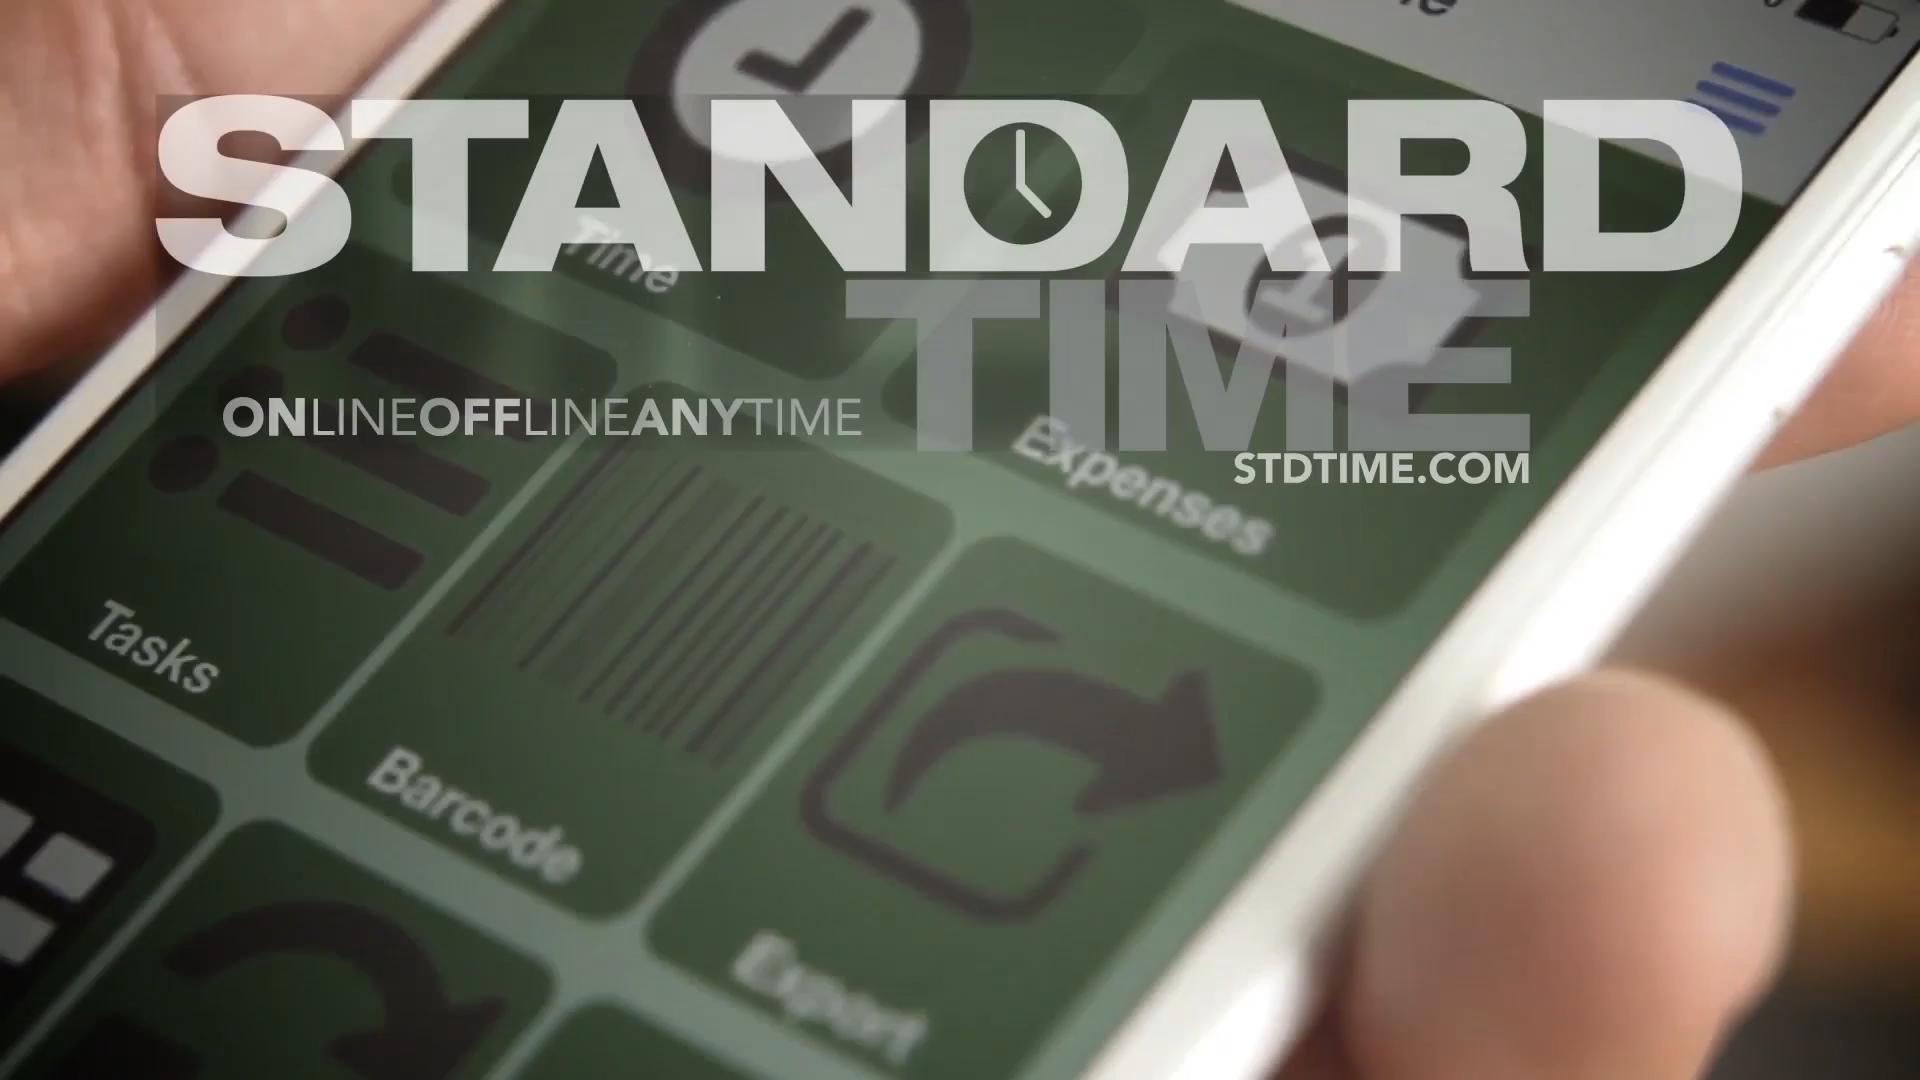 STANDARD
TIME
ONLINEOFFLINEANYTIME
STDTIME.COM
Time
Expenses
Tasks
Barcode
Export